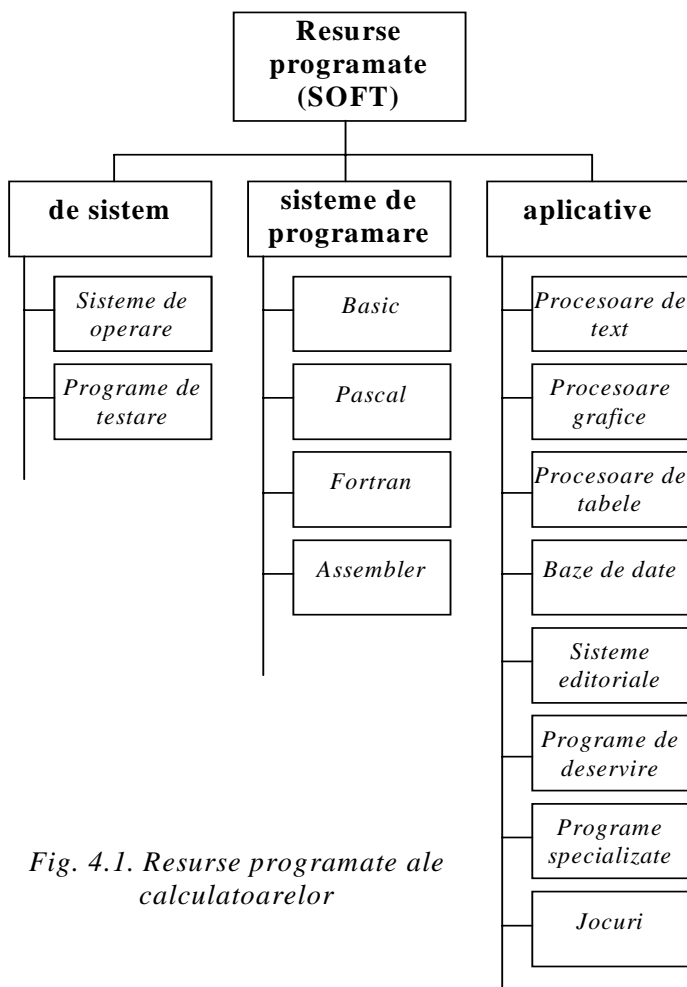 Resurse
programate
(SOFT)
de sistem
Sisteme de
operare
Programe de
testare
sisteme de
programare
Basic
Pascal
Fortran
Assembler
aplicative
Procesoare de
text
Procesoare
grafice
Procesoare de
tabele
Baze de date
Sisteme
editoriale
Programe de
deservire
Programe
specializate
Jocuri
Fig. 4.1. Resurse programate ale
calculatoarelor